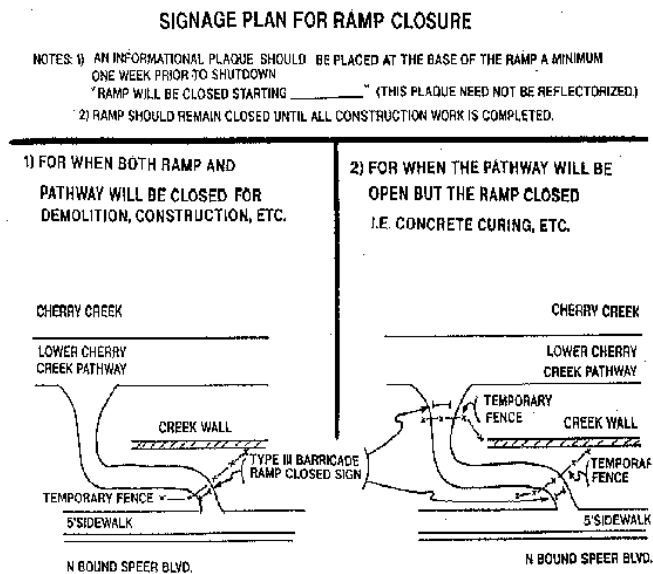 SIGNAGE PLAN FOR RAMP CLOSURE
NOTES: 1) AN INFORMATIONAL PLAQUE SHOULD BE PLACED AT THE BASE OF THE RAMP A MINIMUM
ONE WEEK PRIOR TO SHUTDOWN
"RAMP WILL BE CLOSED STARTING __________" (THIS PLAQUE NEED NOT BE REFLECTORIZED.)
2) RAMP SHOULD REMAIN CLOSED UNTIL ALL CONSTRUCTION WORK IS COMPLETED.
1) FOR WHEN BOTH RAMP AND
PATHWAY WILL BE CLOSED FOR
DEMOLITION, CONSTRUCTION, ETC.
CHERRY CREEK
LOWER CHERRY
CREEK PATHWAY
CREEK WALL
TYPE III BARRICADE
RAMP CLOSED SIGN
TEMPORARY FENCE
5'SIDEWALK
N BOUND SPEER BLVD.
2) FOR WHEN THE PATHWAY WILL BE
OPEN BUT THE RAMP CLOSED
I.E. CONCRETE CURING, ETC.
CHERRY CREEK
LOWER CHERRY
CREEK PATHWAY
TEMPORARY
FENCE
CREEK WALL
TEMPORAR
FENCE
5'SIDEWALK
N BOUND SPEER BLVD.